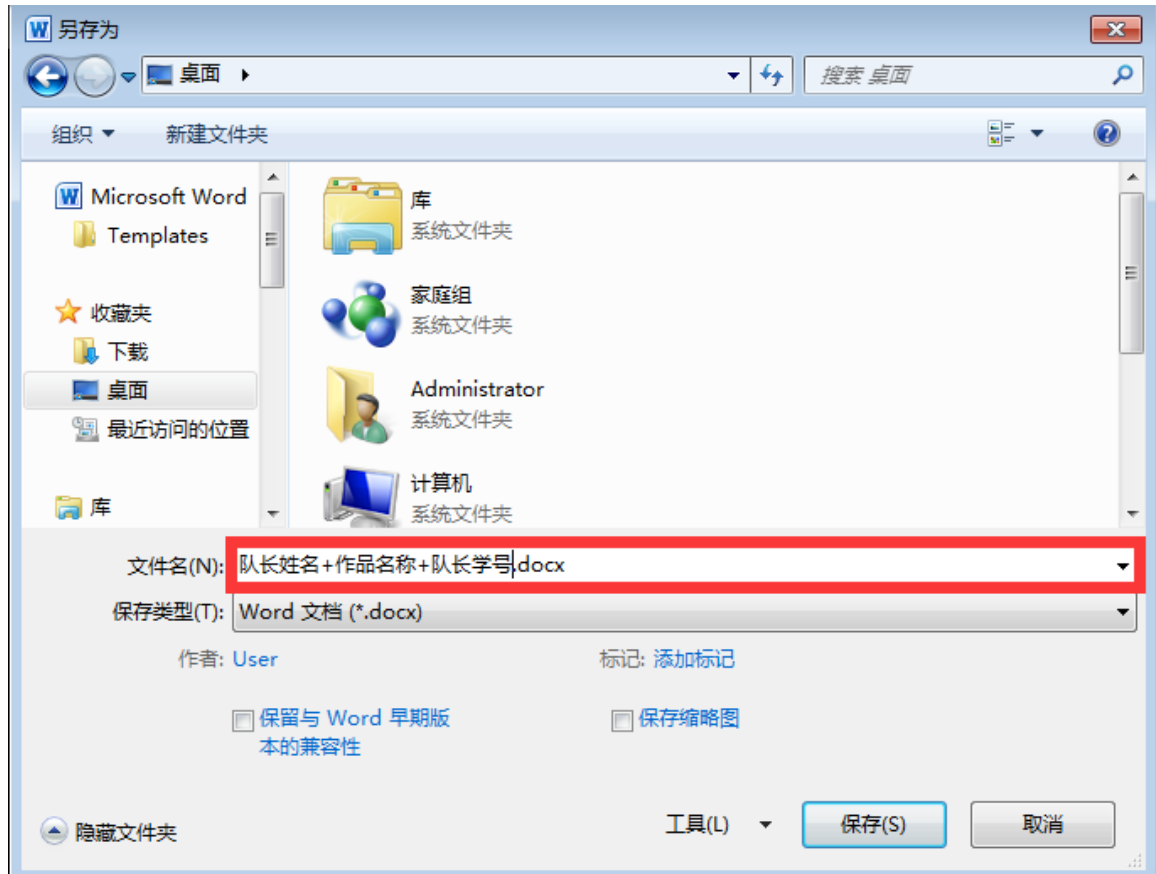 另存为
桌面
搜索 桌面
组织
新建文件夹
Microsoft Word
Templates
收藏夹
下载
桌面
最近访问的位置
库
库
系统文件夹
家庭组
系统文件夹
Administrator
系统文件夹
计算机
系统文件夹
文件名(N): 队长姓名+作品名称+队长学号.docx
保存类型(T): Word 文档 (*.docx)
作者: User 标记: 添加标记
保留与 Word 早期版
本的兼容性
保存缩略图
隐藏文件夹 工具(L) 保存(S) 取消